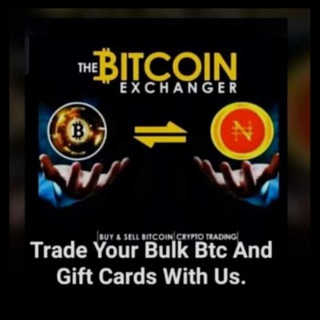 THE BITCOIN
EXCHANGER
BUY & SELL BITCOIN | CRYPTO TRADING
Trade Your Bulk Btc And
Gift Cards With Us.